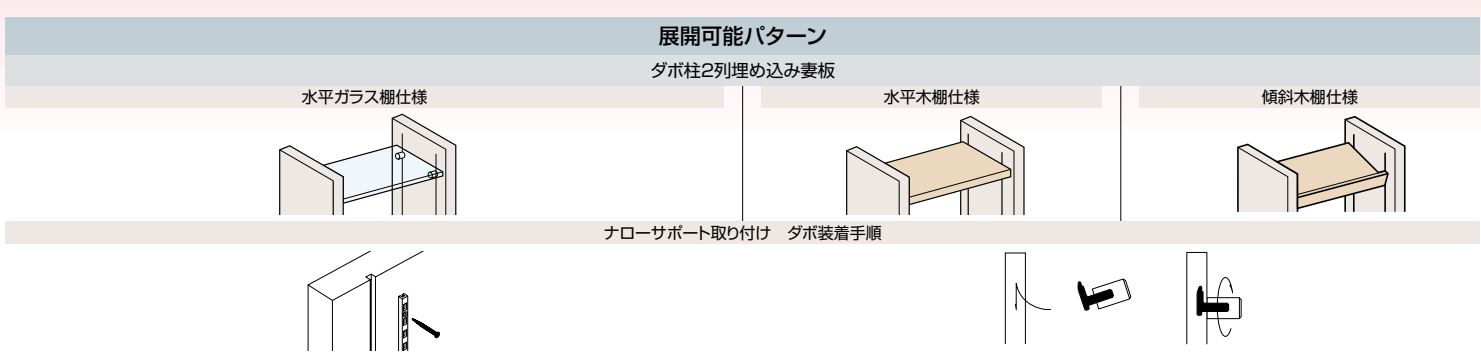 展開可能パターン
ダボ柱2列埋め込み妻板
水平ガラス棚仕様
水平木棚仕様
傾斜木棚仕様
ナローサポート取り付け　ダボ装着手順